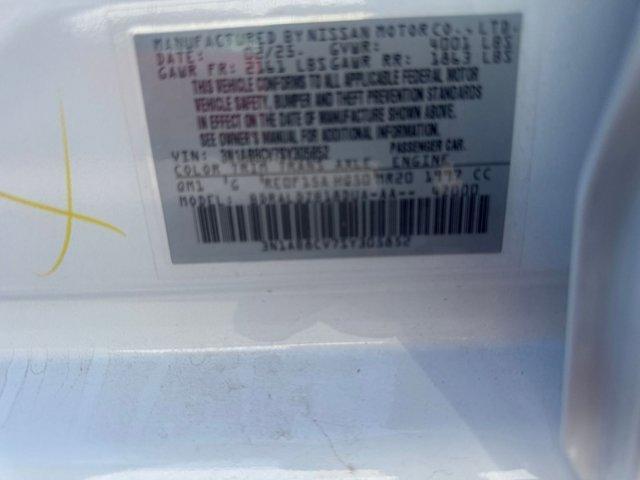 MANUFACTURED BY NISSAN MOTOR CO., LTD.
DATE: /25. GVWR: 4001 LBS
GAWR FR: LBS GAWR RR: 1863 LBS
THIS VEHICLE CONFORMS TO ALL APPLICABLE FEDERAL MOTOR
VEHICLE SAFETY, BUMPER AND THEFT PREVENTION STANDARDS
IN EFFECT ON THE DATE OF MANUFACTURE SHOWN ABOVE.
SEE OWNER'S MANUAL FOR ADDITIONAL INFORMATION.
VIN: PASSENGER CAR.
COLOR TRIM TRANS AXLE ENGINE
QM1 G MR20 1997 CC
MODEL: